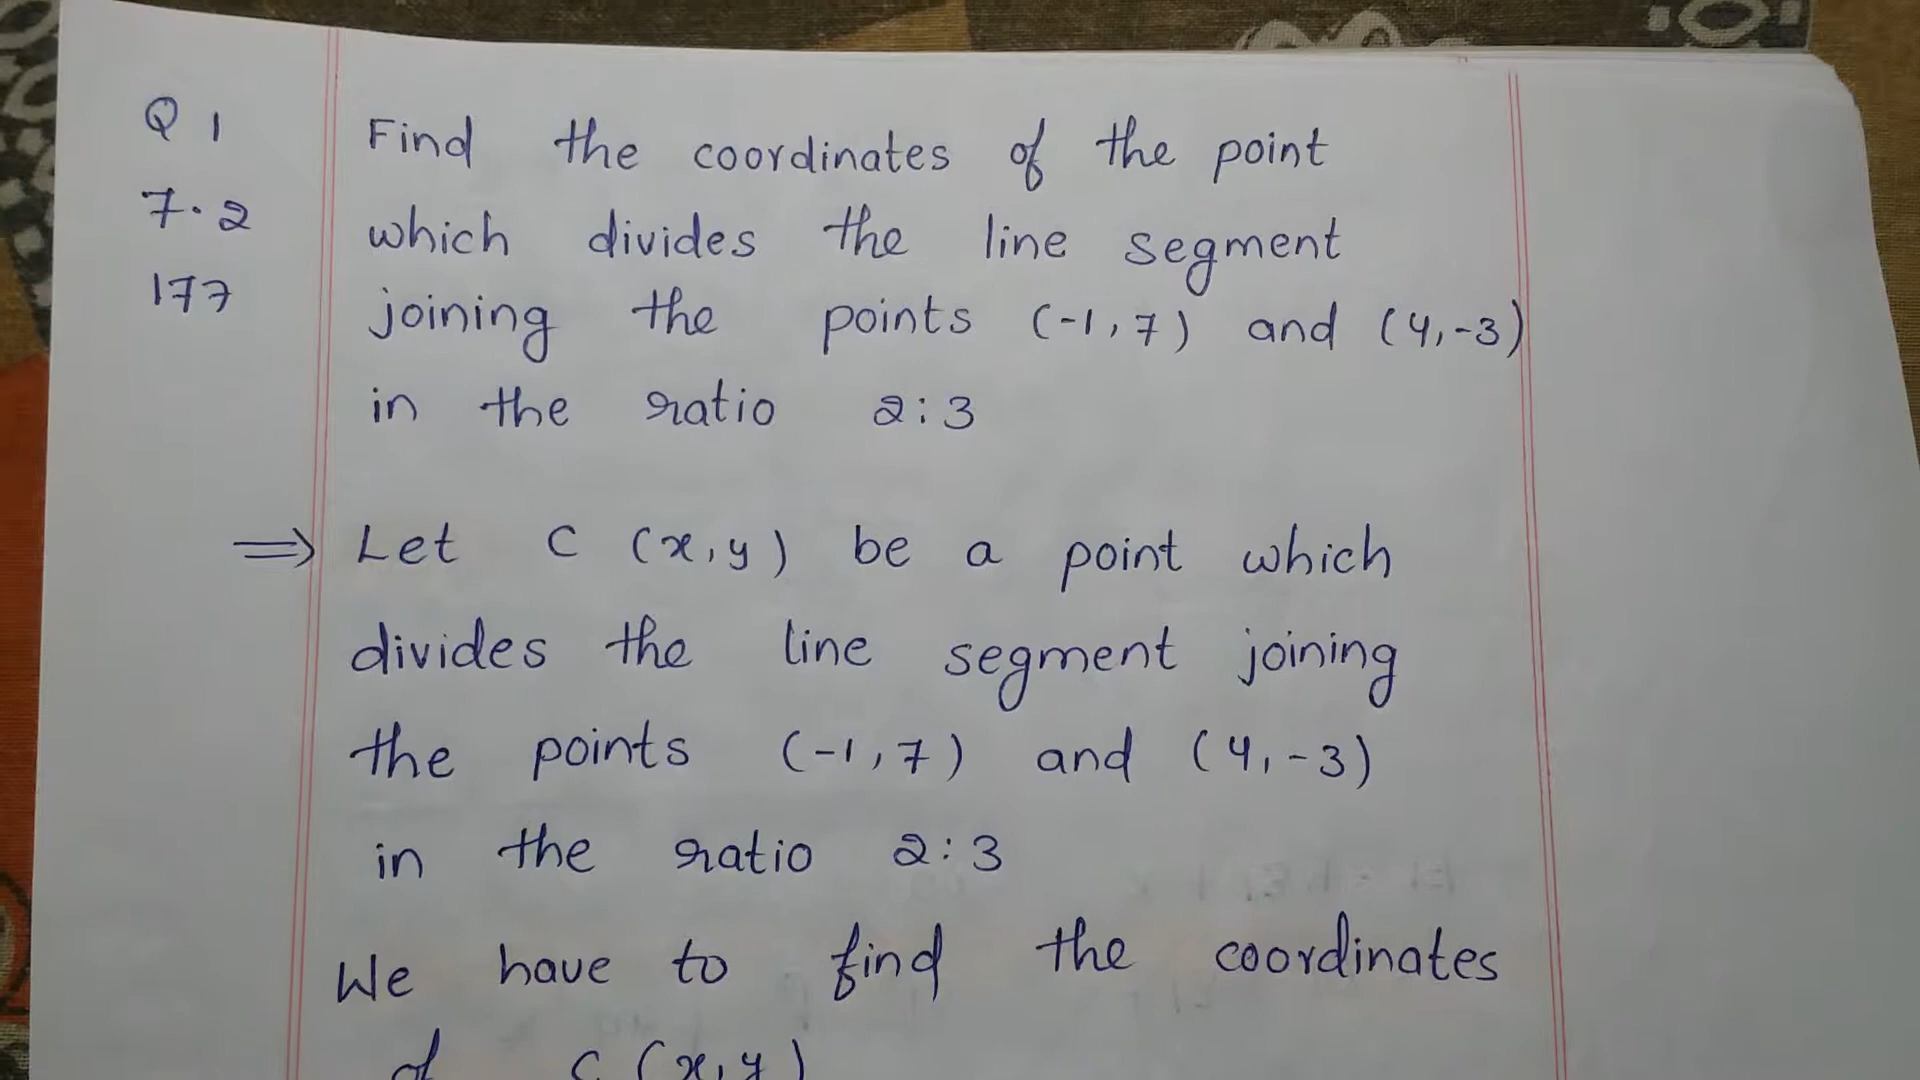 Q 1
7.2
177
Find the coordinates of the point
which divides the line segment
joining the points (-1,7) and (4,-3)
in the ratio 2:3
⇒ Let C (x,y) be a point which
divides the line segment joining
the points (-1,7) and (4,-3)
in the ratio 2:3
We have to find the coordinates
of C (x,y)